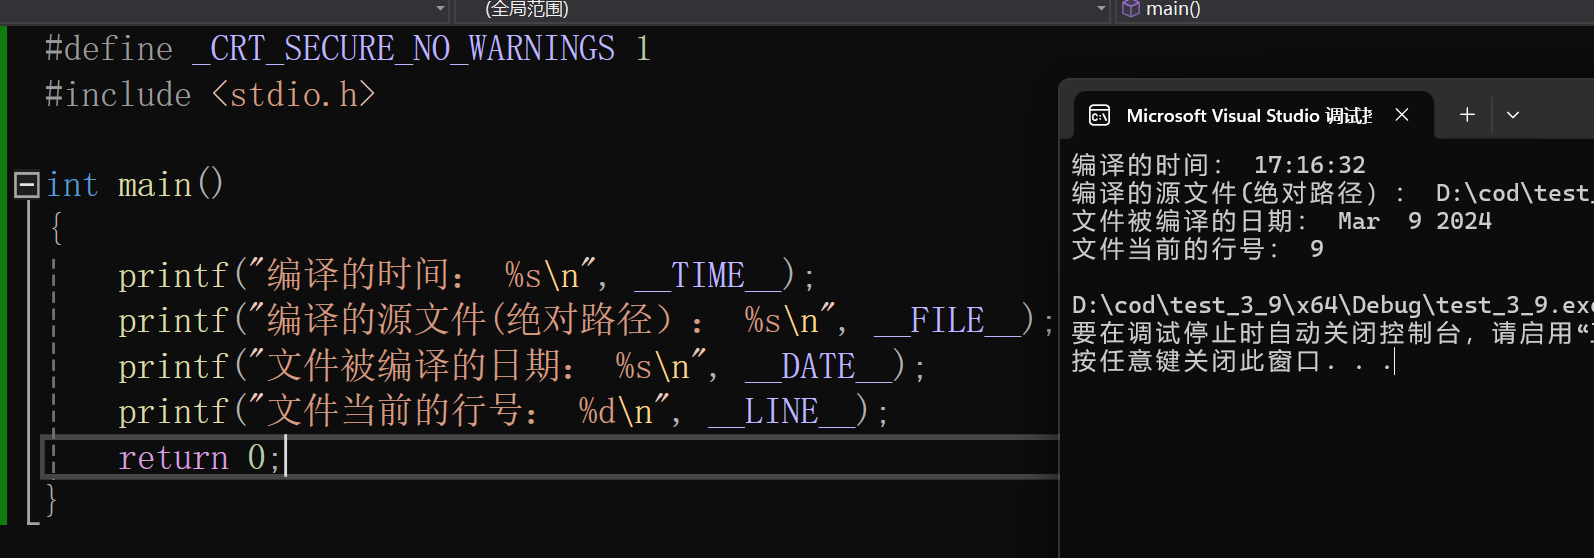 (全局范围)
main()
#define _CRT_SECURE_NO_WARNINGS 1
#include <stdio.h>
int main()
{
printf("编译的时间： %s\n", __TIME__);
printf("编译的源文件(绝对路径）： %s\n", __FILE__);
printf("文件被编译的日期： %s\n", __DATE__);
printf("文件当前的行号： %d\n", __LINE__);
return 0;
}
Microsoft Visual Studio 调试
编译的时间： 17:16:32
编译的源文件(绝对路径）： D:\cod\test_
文件被编译的日期： Mar  9 2024
文件当前的行号： 9
D:\cod\test_3_9\x64\Debug\test_3_9.exe
要在调试停止时自动关闭控制台，请启用“
按任意键关闭此窗口. . .